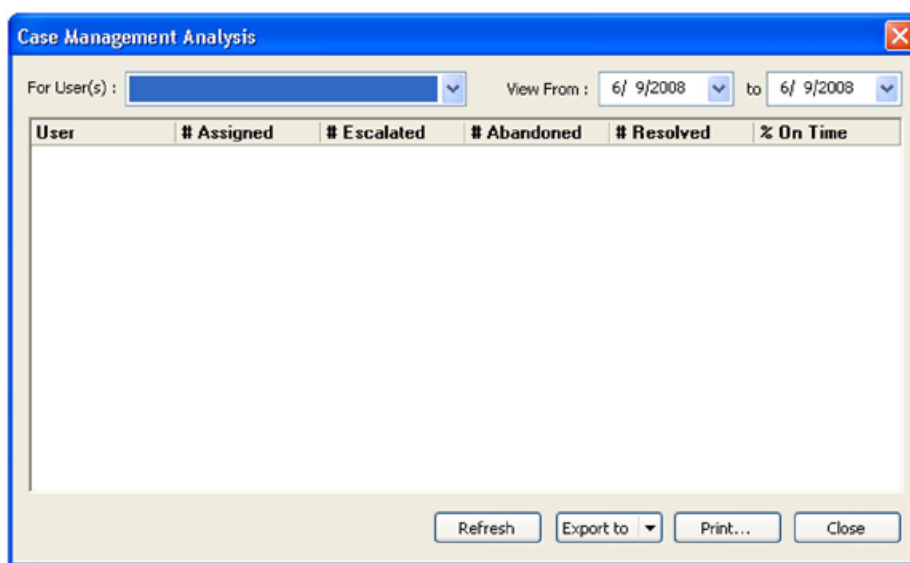 Case Management Analysis
For User(s) : View From : 6/ 9/2008 to 6/ 9/2008
User # Assigned # Escalated # Abandoned # Resolved % On Time
Refresh Export to Print... Close